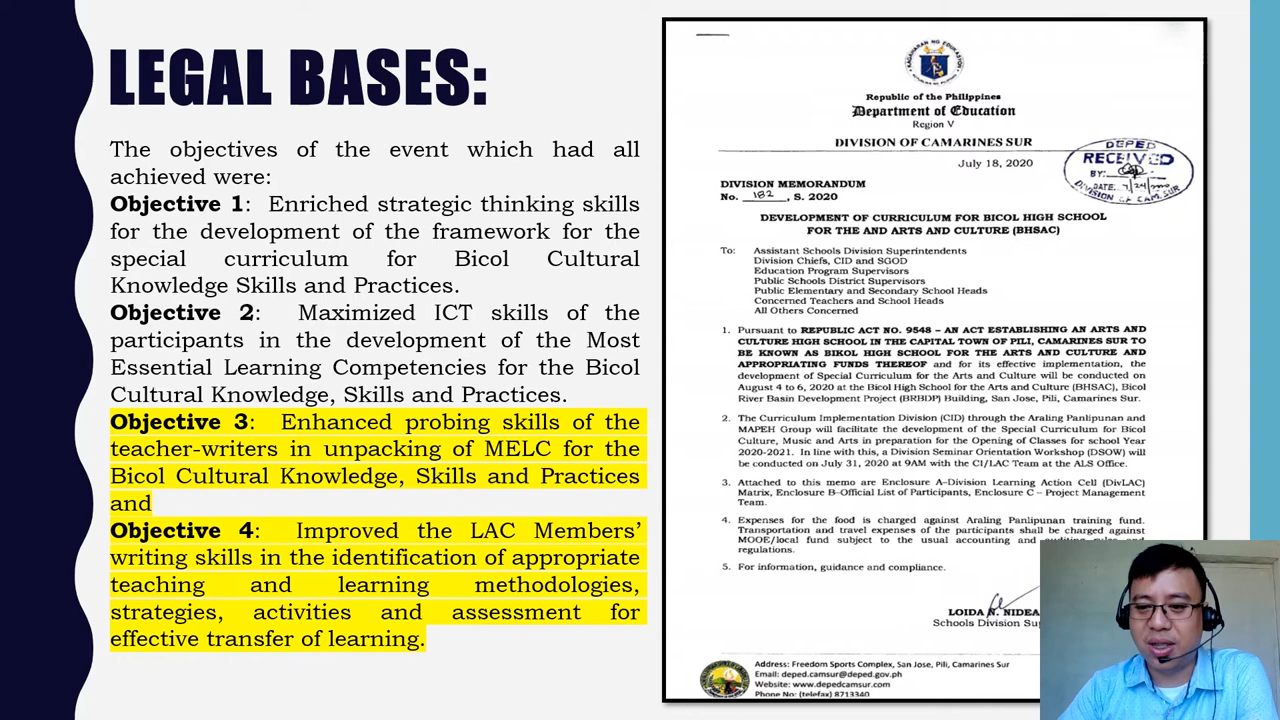 LEGAL BASES:
The objectives of the event which had all
achieved were:
Objective 1: Enriched strategic thinking skills
for the development of the framework for the
special curriculum for Bicol Cultural
Knowledge Skills and Practices.
Objective 2: Maximized ICT skills of the
participants in the development of the Most
Essential Learning Competencies for the Bicol
Cultural Knowledge, Skills and Practices.
Objective 3: Enhanced probing skills of the
teacher-writers in unpacking of MELC for the
Bicol Cultural Knowledge, Skills and Practices
and
Objective 4: Improved the LAC Members'
writing skills in the identification of appropriate
teaching and learning methodologies,
strategies, activities and assessment for
effective transfer of learning.
Republic of the Philippines
Department of Education
Region V
DIVISION OF CAMARINES SUR
July 18, 2020
DEPED
RECEIVED
BY:
DATE:
DIVISION OF CAM. SUR
DIVISION MEMORANDUM
No. 182, S. 2020
DEVELOPMENT OF CURRICULUM FOR BICOL HIGH SCHOOL
FOR THE AND ARTS AND CULTURE (BHSAC)
To: Assistant Schools Division Superintendents
Division Chiefs, CID and SGOD
Education Program Supervisors
Public Schools District Supervisors
Public Elementary and Secondary School Heads
Concerned Teachers and School Heads
All Others Concerned
1. Pursuant to REPUBLIC ACT NO. 9548 – AN ACT ESTABLISHING AN ARTS AND
CULTURE HIGH SCHOOL IN THE CAPITAL TOWN OF PILI, CAMARINES SUR TO
BE KNOWN AS BIKOL HIGH SCHOOL FOR THE ARTS AND CULTURE AND
APPROPRIATING FUNDS THEREOF and for its effective implementation, the
development of Special Curriculum for the Arts and Culture will be conducted on
August 4 to 6, 2020 at the Bicol High School for the Arts and Culture (BHSAC), Bicol
River Basin Development Project (BRBDP) Building, San Jose, Pili, Camarines Sur.
2. The Curriculum Implementation Division (CID) through the Araling Panlipunan and
MAPEH Group will facilitate the development of the Special Curriculum for Bicol
Culture, Music and Arts in preparation for the Opening of Classes for school Year
2020-2021. In line with this, a Division Seminar Orientation Workshop (DSOW) will
be conducted on July 31, 2020 at 9AM with the CI/LAC Team at the ALS Office.
3. Attached to this memo are Enclosure A–Division Learning Action Cell (DivLAC)
Matrix, Enclosure B–Official List of Participants, Enclosure C – Project Management
Team.
4. Expenses for the food is charged against Araling Panlipunan training fund.
Transportation and travel expenses of the participants shall be charged against
MOOE/local fund subject to the usual accounting and auditing rules and
regulations.
5. For information, guidance and compliance.
LOIDA N. NIDEA
Schools Division Su
Address: Freedom Sports Complex, San Jose, Pili, Camarines Sur
Email: deped.camsur@deped.gov.ph
Website: www.depedcamsur.com
Phone No: (telefax) 8713340